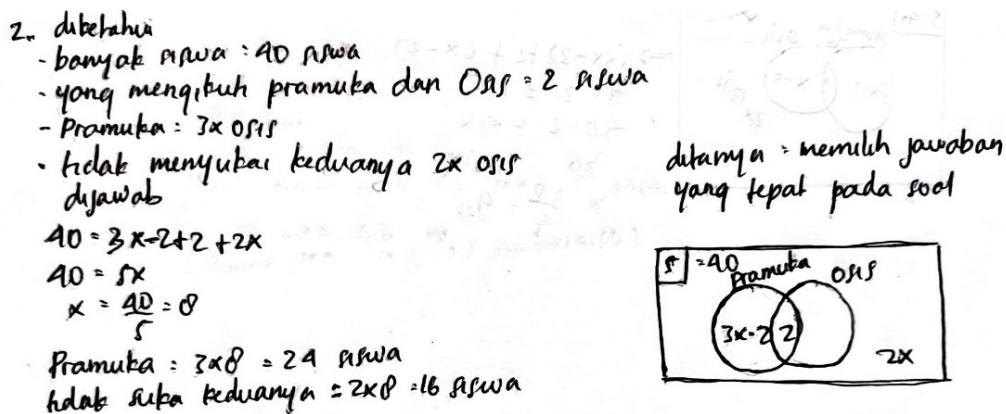 2. diketahui
- banyak siswa : 40 siswa
- yang mengikuti pramuka dan Osis = 2 siswa
- Pramuka : 3x osis
- tidak menyukai keduanya 2x osis
ditanya : memilih jawaban
yang tepat pada soal
dijawab
40 = 3x-2+2+2x
40 = 5x
x = 40/5 = 8
Pramuka : 3x8 = 24 siswa
tidak suka keduanya = 2x8 = 16 siswa
S = 40
Pramuka
osis
3x-2
2
2x